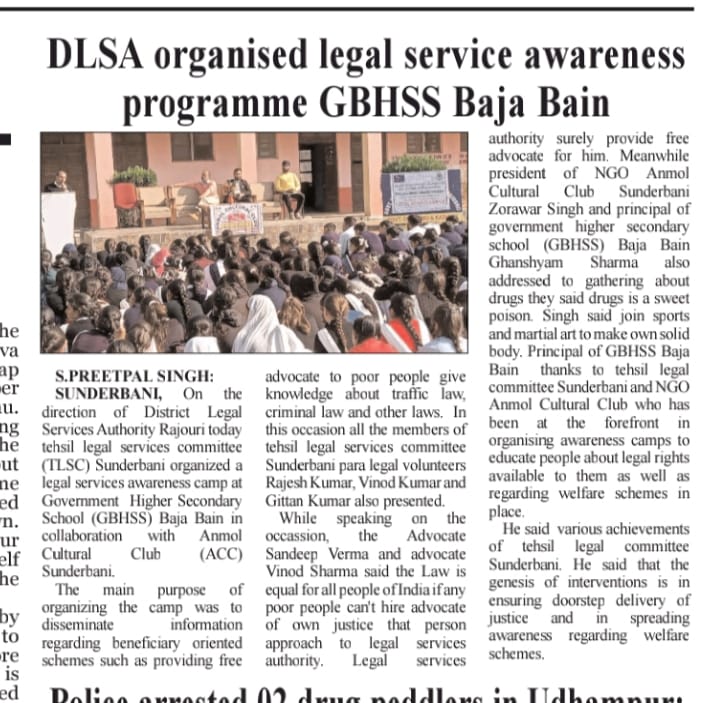 DLSA organised legal service awareness
programme GBHSS Baja Bain
S.PREETPAL SINGH:
SUNDERBANI, On the
direction of District Legal
Services Authority Rajouri today
tehsil legal services committee
(TLSC) Sunderbani organized a
legal services awareness camp at
Government Higher Secondary
School (GBHSS) Baja Bain in
collaboration with Anmol
Cultural Club (ACC)
Sunderbani.
The main purpose of
organizing the camp was to
disseminate information
regarding beneficiary oriented
schemes such as providing free
advocate to poor people give
knowledge about traffic law,
criminal law and other laws. In
this occasion all the members of
tehsil legal services committee
Sunderbani para legal volunteers
Rajesh Kumar, Vinod Kumar and
Gittan Kumar also presented.
While speaking on the
occassion, the Advocate
Sandeep Verma and advocate
Vinod Sharma said the Law is
equal for all people of India if any
poor people can't hire advocate
of own justice that person
approach to legal services
authority. Legal services
authority surely provide free
advocate for him. Meanwhile
president of NGO Anmol
Cultural Club Sunderbani
Zorawar Singh and principal of
government higher secondary
school (GBHSS) Baja Bain
Ghanshyam Sharma also
addressed to gathering about
drugs they said drugs is a sweet
poison. Singh said join sports
and martial art to make own solid
body. Principal of GBHSS Baja
Bain thanks to tehsil legal
committee Sunderbani and NGO
Anmol Cultural Club who has
been at the forefront in
organising awareness camps to
educate people about legal rights
available to them as well as
regarding welfare schemes in
place.
He said various achievements
of tehsil legal committee
Sunderbani. He said that the
genesis of interventions is in
ensuring doorstep delivery of
justice and in spreading
awareness regarding welfare
schemes.
Police arrested 02 drug peddlers in Udhampur;